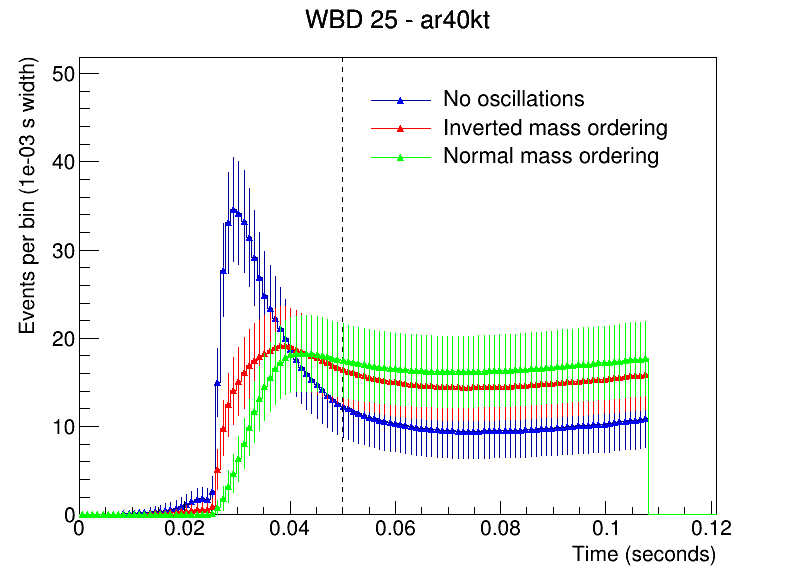 WBD 25 - ar40kt
Events per bin (1e-03 s width)
50
40
30
20
10
0
No oscillations
Inverted mass ordering
Normal mass ordering
0 0.02 0.04 0.06 0.08 0.1 0.12
Time (seconds)